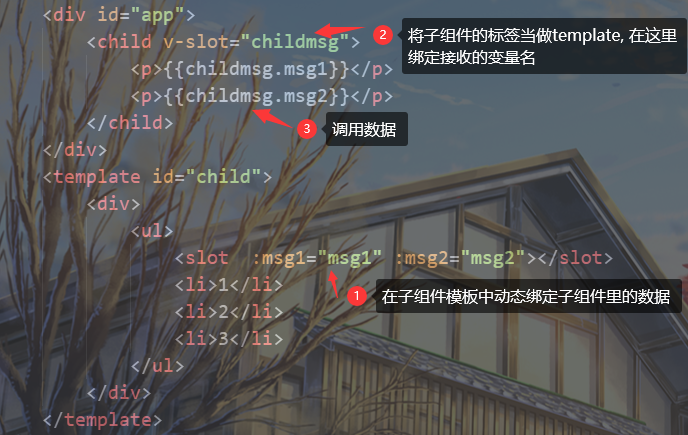 <div id="app">
<child v-slot="childmsg">
2 将子组件的标签当做template, 在这里
绑定接收的变量名
<p>{{childmsg.msg1}}</p>
<p>{{childmsg.msg2}}</p>
</child>
3 调用数据
</div>
<template id="child">
<div>
<ul>
<slot  :msg1="msg1" :msg2="msg2"></slot>
<li>1</li>
1 在子组件模板中动态绑定子组件里的数据
<li>2</li>
<li>3</li>
</ul>
</div>
</template>